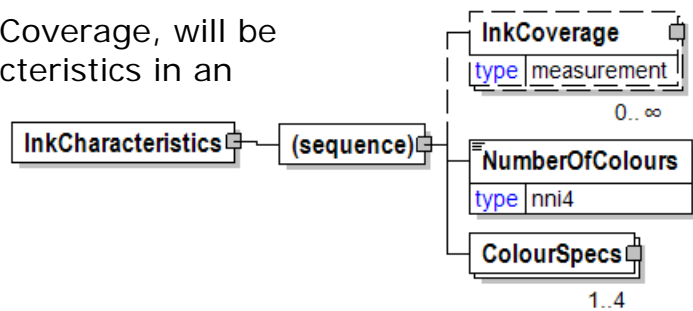 Coverage, will be
cteristics in an
InkCharacteristics
(sequence)
InkCoverage
type measurement
0..∞
NumberOfColours
type nni4
ColourSpecs
1..4